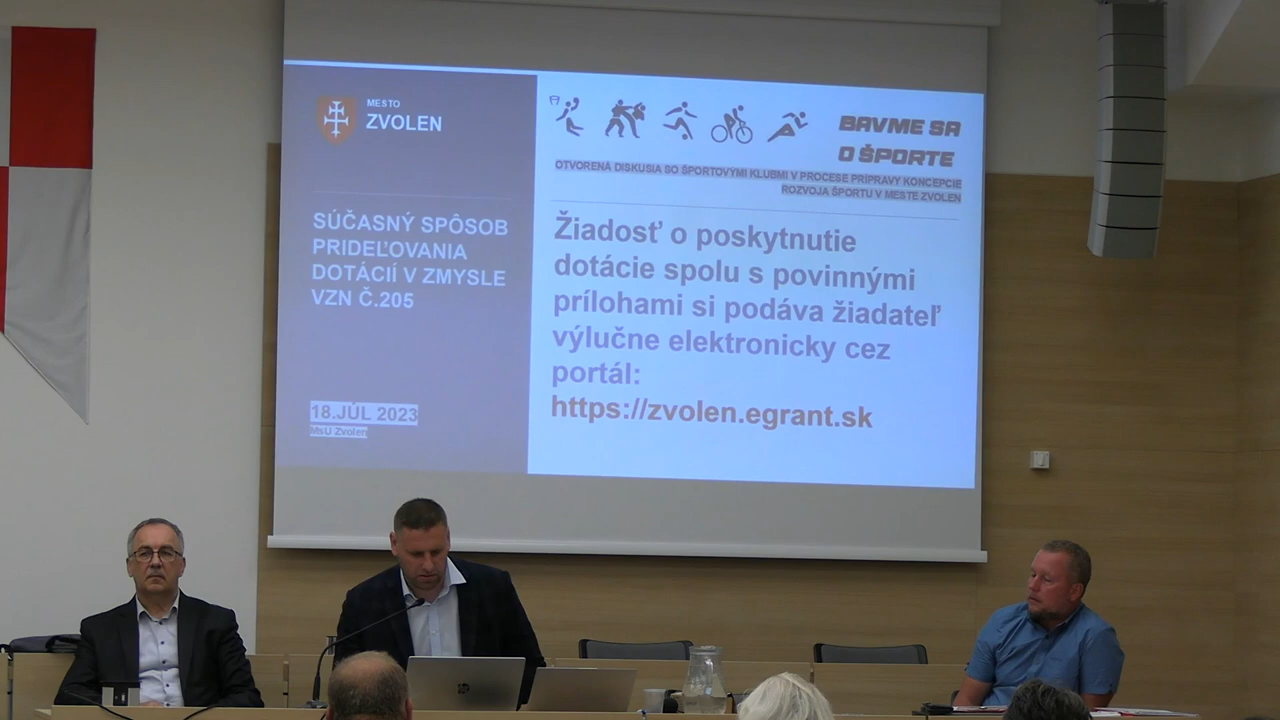 MESTO
ZVOLEN
SÚČASNÝ SPÔSOB
PRIDEĽOVANIA
DOTÁCIÍ V ZMYSLE
VZN Č.205
18.JÚL 2023
MsÚ Zvolen
BAVME SA
O ŠPORTE
OTVORENÁ DISKUSIA SO ŠPORTOVÝMI KLUBMI V PROCESE PRÍPRAVY KONCEPCIE
ROZVOJA ŠPORTU V MESTE ZVOLEN
Žiadosť o poskytnutie
dotácie spolu s povinnými
prílohami si podáva žiadateľ
výlučne elektronicky cez
portál:
https://zvolen.egrant.sk